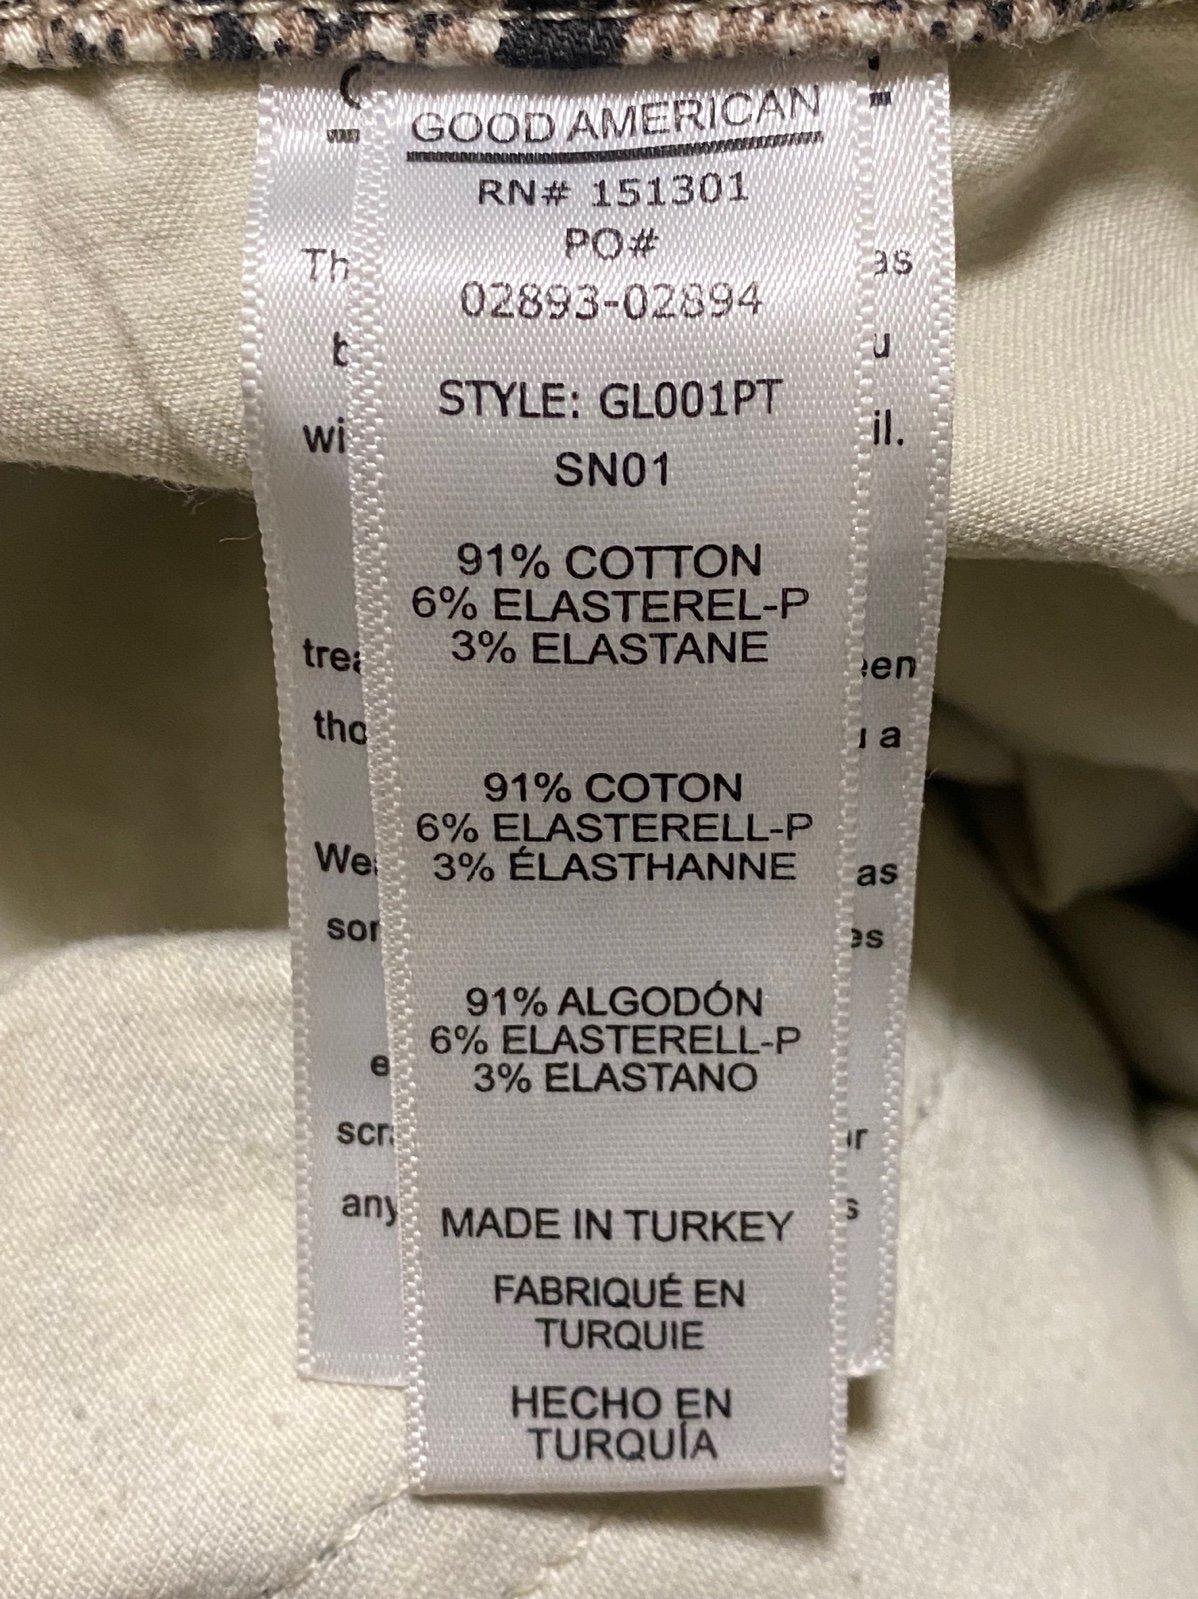 GOOD AMERICAN
RN# 151301
PO#
02893-02894
STYLE: GL001PT
SN01
91% COTTON
6% ELASTEREL-P
3% ELASTANE
91% COTON
6% ELASTERELL-P
3% ÉLASTHANNE
91% ALGODÓN
6% ELASTERELL-P
3% ELASTANO
MADE IN TURKEY
FABRIQUÉ EN
TURQUIE
HECHO EN
TURQUÍA